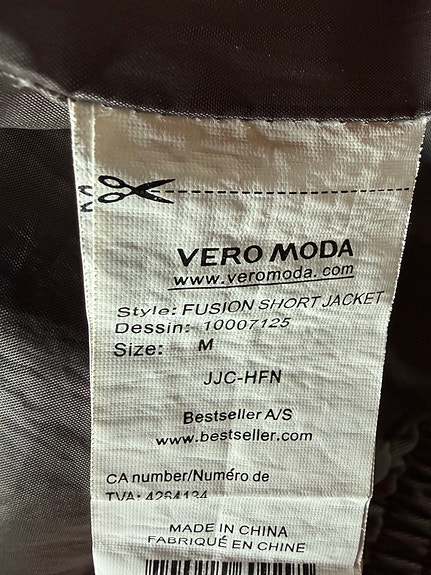 VERO MODA
www.veromoda.com
Style: FUSION SHORT JACKET
Dessin: 10007125
Size: M
JJC-HFN
Bestseller A/S
www.bestseller.com
CA number/Numéro de
TVA: 4264134
MADE IN CHINA
FABRIQUÉ EN CHINE